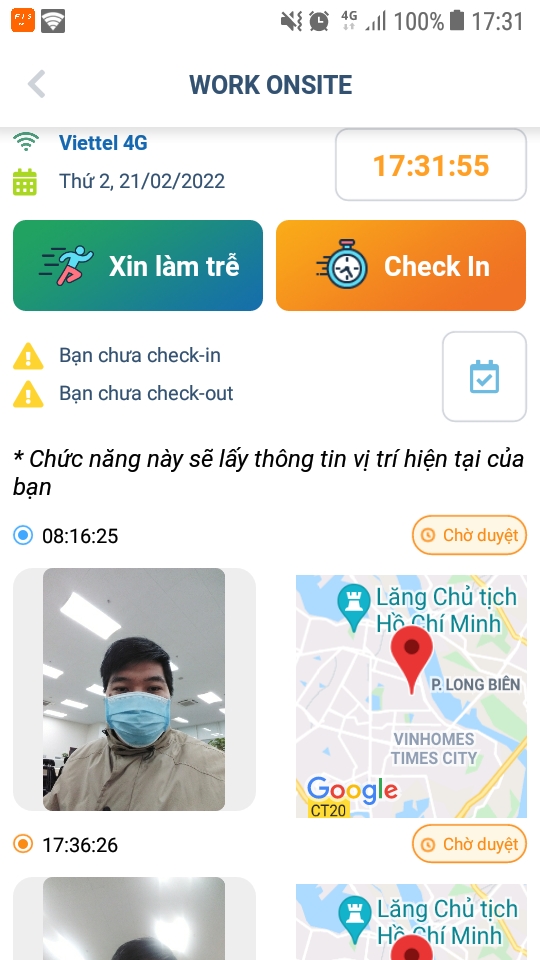 FIS
4G
100%
17:31
WORK ONSITE
Viettel 4G
Thứ 2, 21/02/2022
17:31:55
Xin làm trễ
Check In
Bạn chưa check-in
Bạn chưa check-out
* Chức năng này sẽ lấy thông tin vị trí hiện tại của
bạn
08:16:25
Chờ duyệt
Lăng Chủ tịch
Hồ Chí Minh
P. LONG BIÊN
VINHOMES
TIMES CITY
Google
CT20
17:36:26
Chờ duyệt
Lăng Chủ tịch
Hồ Chí Minh